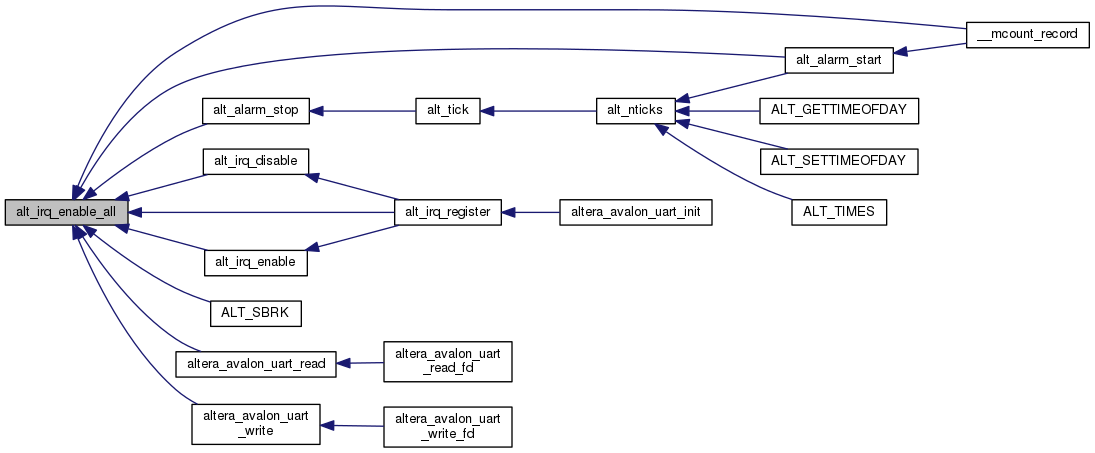 __mcount_record
alt_alarm_start
alt_alarm_stop
alt_tick
alt_nticks
ALT_GETTIMEOFDAY
alt_irq_disable
ALT_SETTIMEOFDAY
alt_irq_enable_all
alt_irq_register
altera_avalon_uart_init
ALT_TIMES
alt_irq_enable
ALT_SBRK
altera_avalon_uart_read
altera_avalon_uart
_read_fd
altera_avalon_uart
_write
altera_avalon_uart
_write_fd